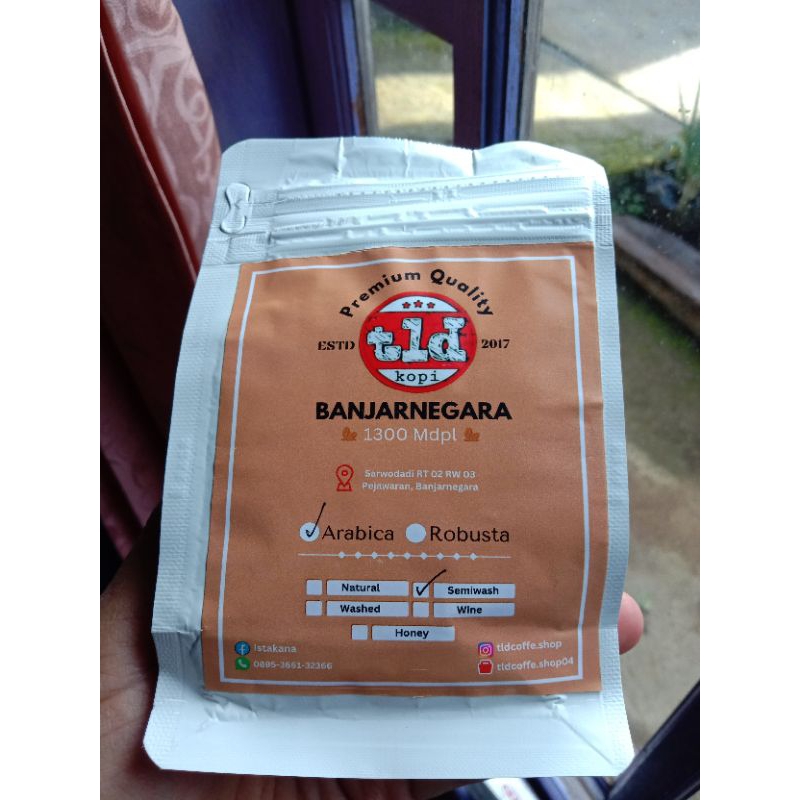 Premium Quality
ESTD tld 2017
kopi
BANJARNEGARA
1300 Mdpl
Sarwodadi RT 02 RW 03
Pejawaran, Banjarnegara
Arabica Robusta
Natural Semiwash
Washed Wine
Honey
Istakana tldcoffe.shop
0895-3661-32366 tldcoffe.shop04